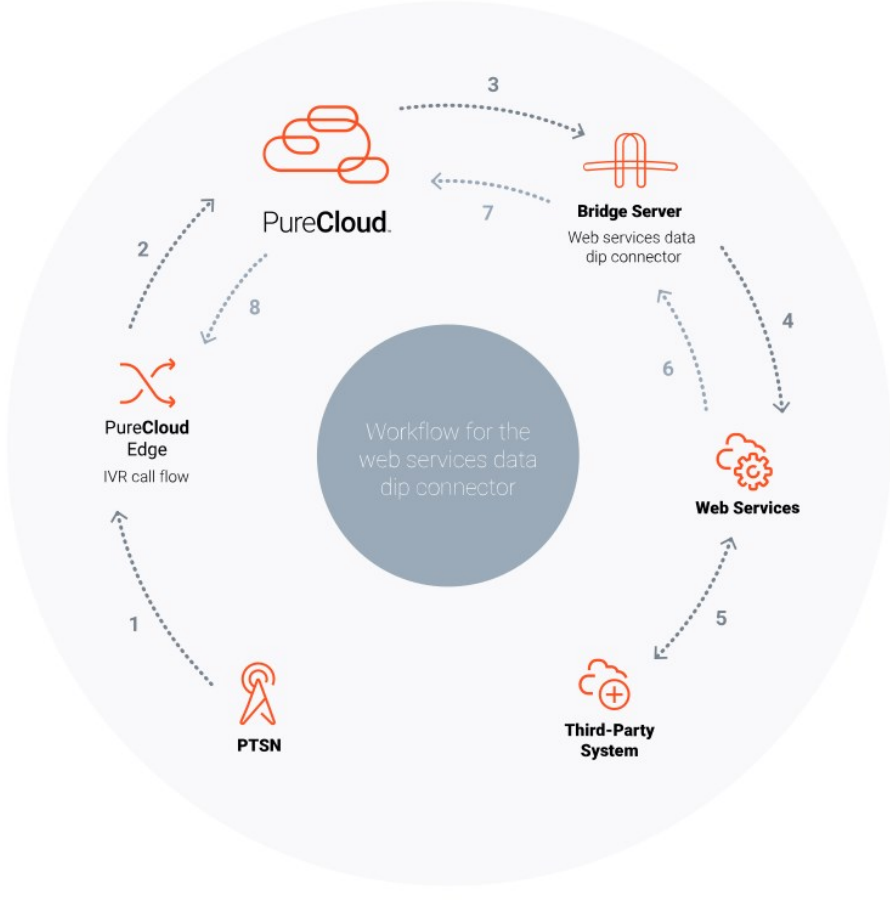 3
PureCloud.
7
Bridge Server
Web services data
dip connector
2
8
4
6
PureCloud
Edge
IVR call flow
Workflow for the
web services data
dip connector
Web Services
1
5
PTSN
Third-Party
System